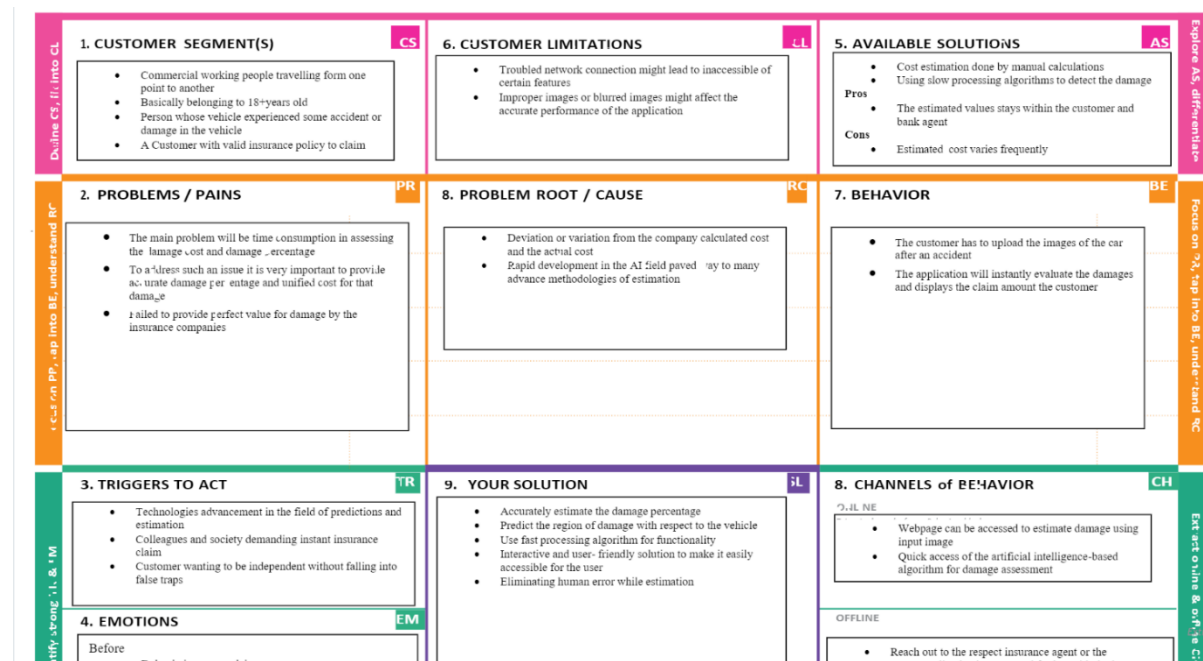 1. CUSTOMER SEGMENT(S)
CS
Commercial working people travelling form one
point to another
Basically belonging to 18+years old
Person whose vehicle experienced some accident or
damage in the vehicle
A Customer with valid insurance policy to claim
6. CUSTOMER LIMITATIONS
Troubled network connection might lead to inaccessible of
certain features
Improper images or blurred images might affect the
accurate performance of the application
5. AVAILABLE SOLUTIONS
AS
Cost estimation done by manual calculations
Using slow processing algorithms to detect the damage
Pros
The estimated values stays within the customer and
bank agent
Cons
Estimated cost varies frequently
Explore AS, differentiate
2. PROBLEMS / PAINS
PR
The main problem will be time consumption in assessing
the damage cost and damage percentage
To address such an issue it is very important to provide
accurate damage percentage and unified cost for that
damage
Failed to provide perfect value for damage by the
insurance companies
8. PROBLEM ROOT / CAUSE
RC
Deviation or variation from the company calculated cost
and the actual cost
Rapid development in the AI field paved way to many
advance methodologies of estimation
7. BEHAVIOR
BE
The customer has to upload the images of the car
after an accident
The application will instantly evaluate the damages
and displays the claim amount the customer
Focus on PR, tap into BE, understand RC
3. TRIGGERS TO ACT
TR
Technologies advancement in the field of predictions and
estimation
Colleagues and society demanding instant insurance
claim
Customer wanting to be independent without falling into
false traps
4. EMOTIONS
EM
Before
9. YOUR SOLUTION
SL
Accurately estimate the damage percentage
Predict the region of damage with respect to the vehicle
Use fast processing algorithm for functionality
Interactive and user- friendly solution to make it easily
accessible for the user
Eliminating human error while estimation
8. CHANNELS of BEHAVIOR
CH
ONLINE
Webpage can be accessed to estimate damage using
input image
Quick access of the artificial intelligence-based
algorithm for damage assessment
OFFLINE
Reach out to the respect insurance agent or the